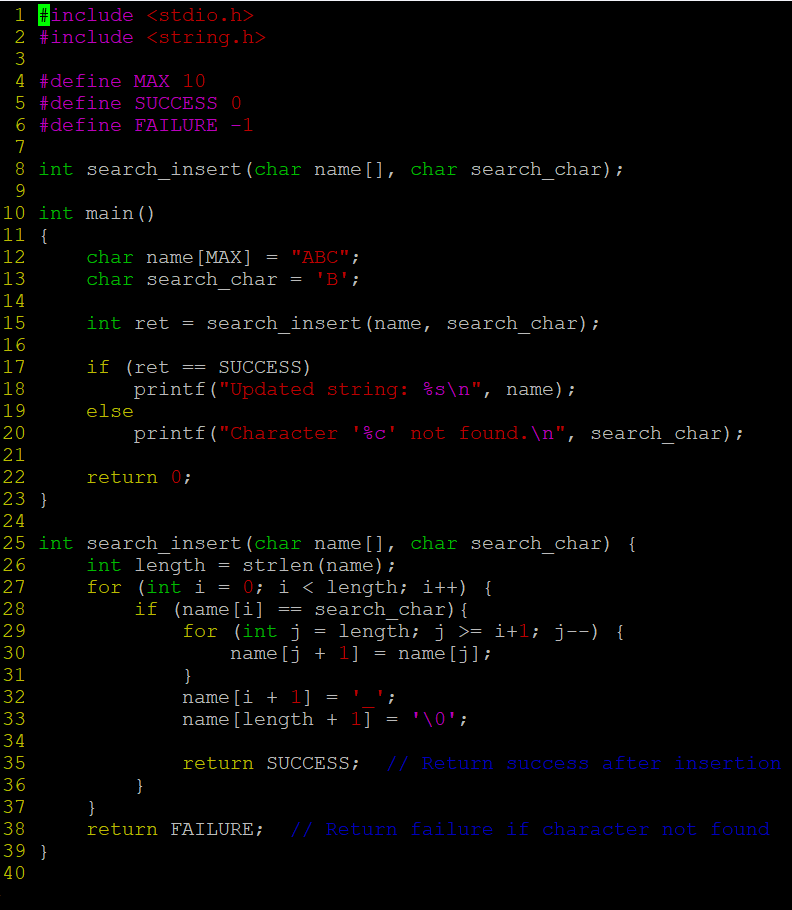 1 #include <stdio.h>
2 #include <string.h>
3
4 #define MAX 10
5 #define SUCCESS 0
6 #define FAILURE -1
7
8 int search_insert(char name[], char search_char);
9
10 int main()
11 {
12     char name[MAX] = "ABC";
13     char search_char = 'B';
14
15     int ret = search_insert(name, search_char);
16
17     if (ret == SUCCESS)
18         printf("Updated string: %s\n", name);
19     else
20         printf("Character '%c' not found.\n", search_char);
21
22     return 0;
23 }
24
25 int search_insert(char name[], char search_char) {
26     int length = strlen(name);
27     for (int i = 0; i < length; i++) {
28         if (name[i] == search_char){
29             for (int j = length; j >= i+1; j--) {
30                 name[j + 1] = name[j];
31             }
32             name[i + 1] = '_';
33             name[length + 1] = '\0';
34
35             return SUCCESS;  // Return success after insertion
36         }
37     }
38     return FAILURE;  // Return failure if character not found
39 }
40